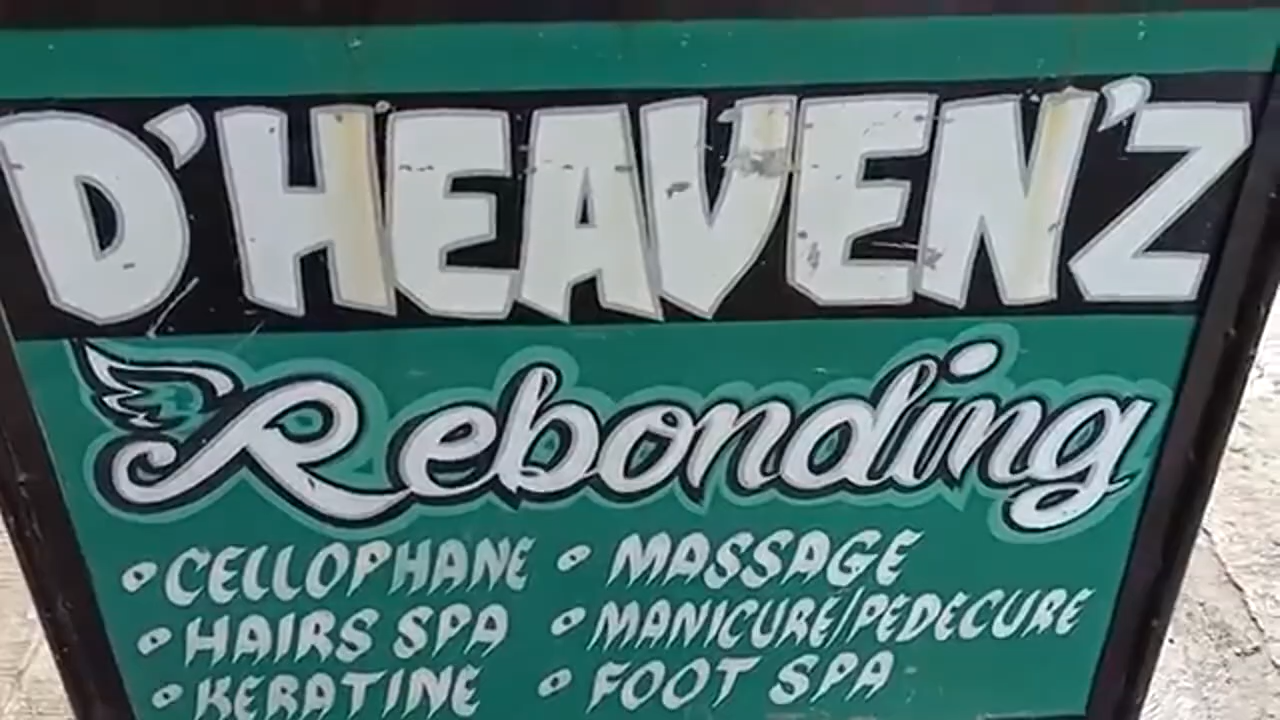 D'HEAVEN'Z
Rebonding
• CELLOPHANE • MASSAGE
• HAIRS SPA • MANICURE/PEDECURE
• KERATINE • FOOT SPA